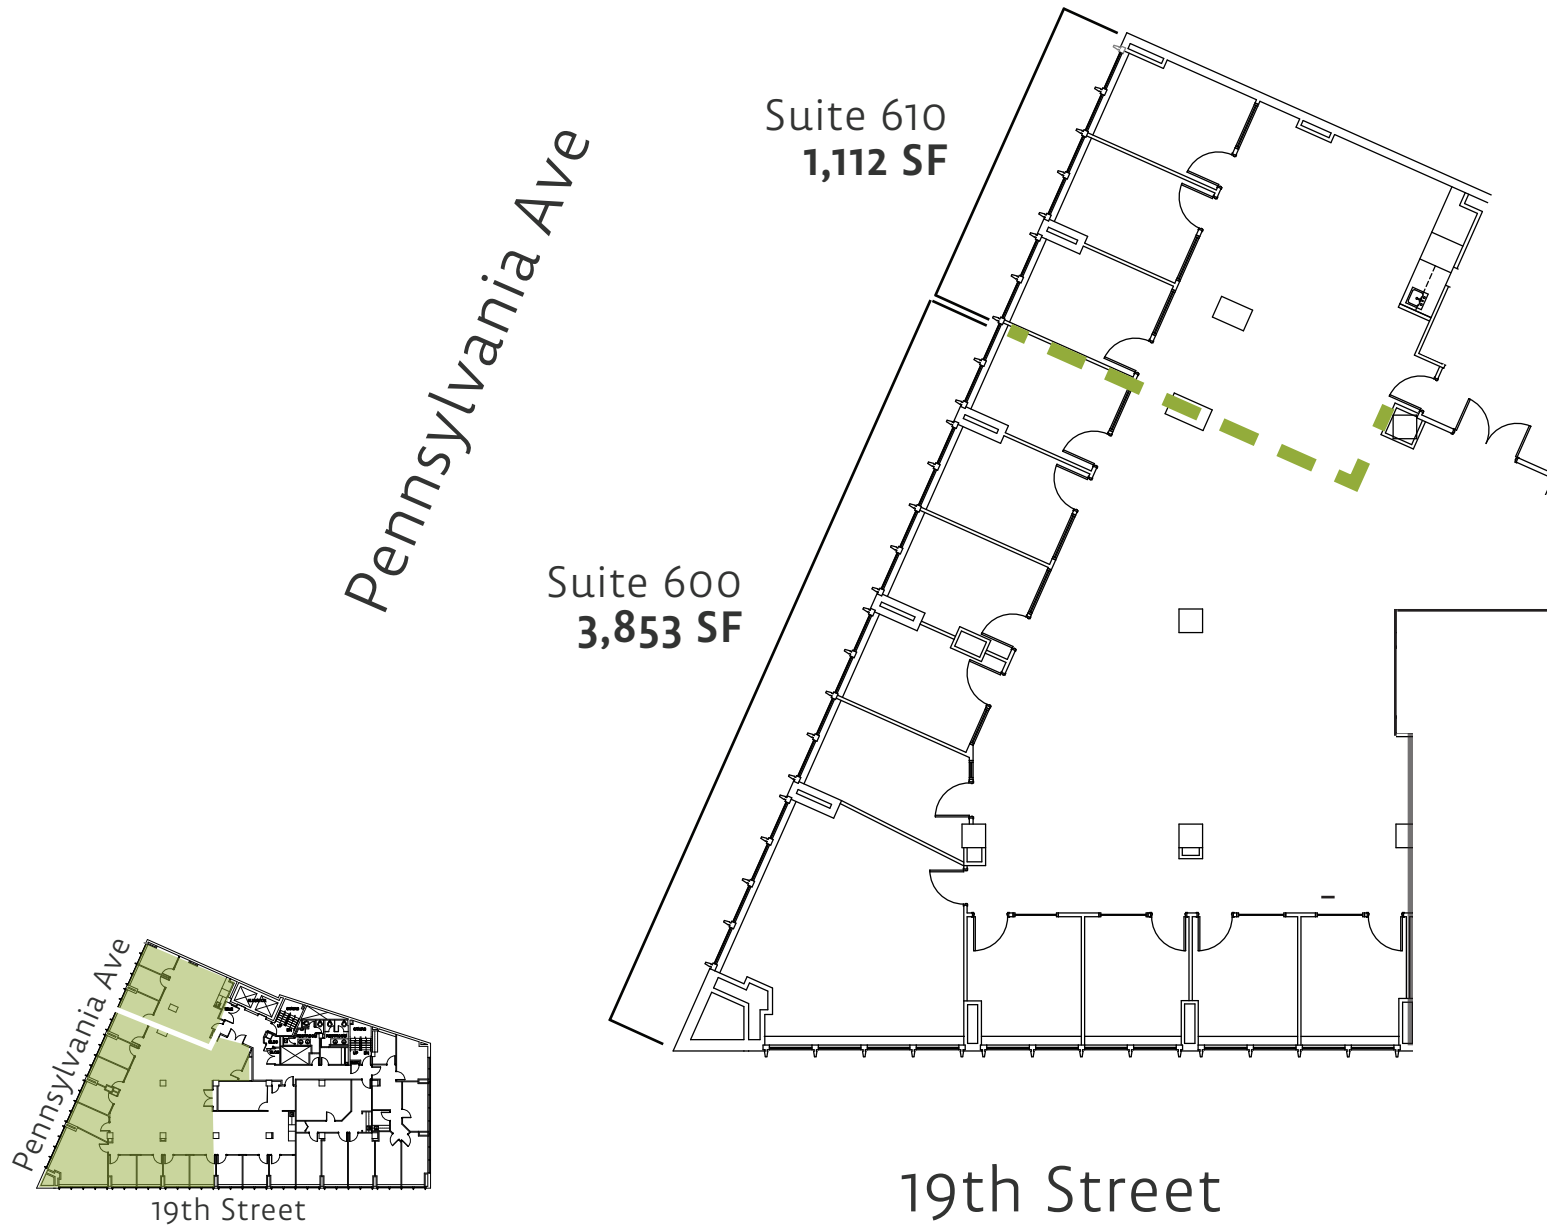 Suite 610
1,112 SF
Pennsylvania Ave
Suite 600
3,853 SF
Pennsylvania Ave
19th Street
19th Street